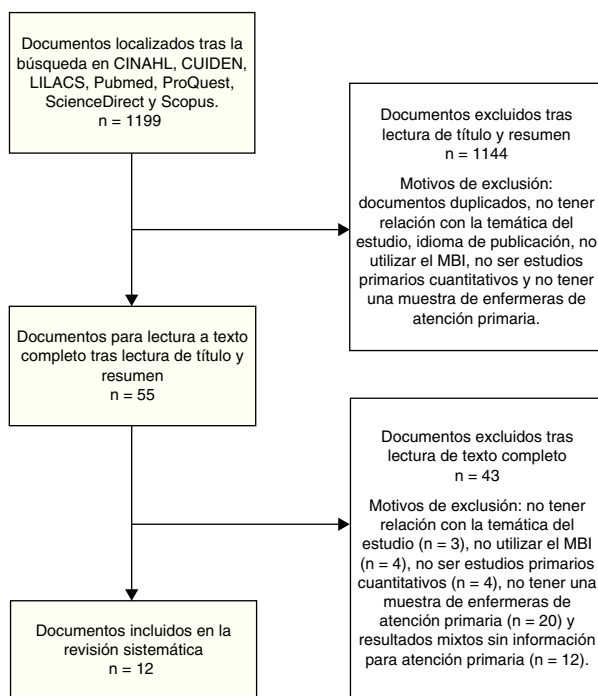 Documentos localizados tras la
búsqueda en CINAHL, CUIDEN,
LILACS, Pubmed, ProQuest,
ScienceDirect y Scopus.
n = 1199
Documentos excluidos tras
lectura de título y resumen
n = 1144
Motivos de exclusión:
documentos duplicados, no tener
relación con la temática del
estudio, idioma de publicación, no
utilizar el MBI, no ser estudios
primarios cuantitativos y no tener
una muestra de enfermeras de
atención primaria.
Documentos para lectura a texto
completo tras lectura de título y
resumen
n = 55
Documentos excluidos tras
lectura de texto completo
n = 43
Motivos de exclusión: no tener
relación con la temática del
estudio (n = 3), no utilizar el MBI
(n = 4), no ser estudios primarios
cuantitativos (n = 4), no tener una
muestra de enfermeras de
atención primaria (n = 20) y
resultados mixtos sin información
para atención primaria (n = 12).
Documentos incluidos en la
revisión sistemática
n = 12